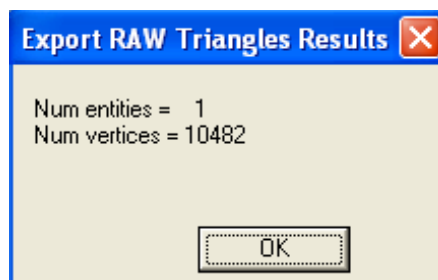 Export RAW Triangles Results
Num entities = 1
Num vertices = 10482
OK